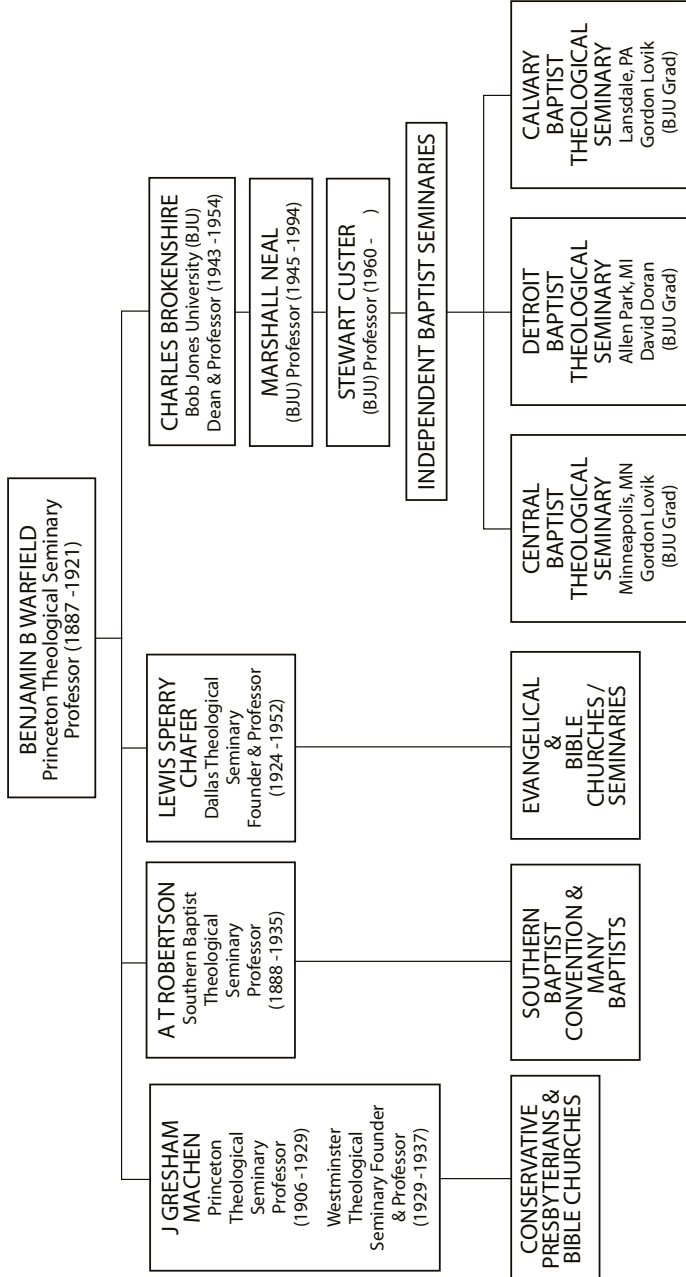 BENJAMIN B WARFIELD
Princeton Theological Seminary
Professor (1887 -1921)
J GRESHAM
MACHEN
Princeton
Theological
Seminary
Professor
(1906 -1929)
Westminster
Theological
Seminary Founder
& Professor
(1929 -1937)
A T ROBERTSON
Southern Baptist
Theological
Seminary
Professor
(1888 -1935)
LEWIS SPERRY
CHAFER
Dallas Theological
Seminary
Founder & Professor
(1924 -1952)
CHARLES BROKENSHIRE
Bob Jones University (BJU)
Dean & Professor (1943 -1954)
MARSHALL NEAL
(BJU) Professor (1945 -1994)
STEWART CUSTER
(BJU) Professor (1960 - )
INDEPENDENT BAPTIST SEMINARIES
CONSERVATIVE
PRESBYTERIANS &
BIBLE CHURCHES
SOUTHERN
BAPTIST
CONVENTION &
MANY
BAPTISTS
EVANGELICAL
&
BIBLE
CHURCHES /
SEMINARIES
CENTRAL
BAPTIST
THEOLOGICAL
SEMINARY
Minneapolis, MN
Gordon Lovik
(BJU Grad)
DETROIT
BAPTIST
THEOLOGICAL
SEMINARY
Allen Park, MI
David Doran
(BJU Grad)
CALVARY
BAPTIST
THEOLOGICAL
SEMINARY
Lansdale, PA
Gordon Lovik
(BJU Grad)